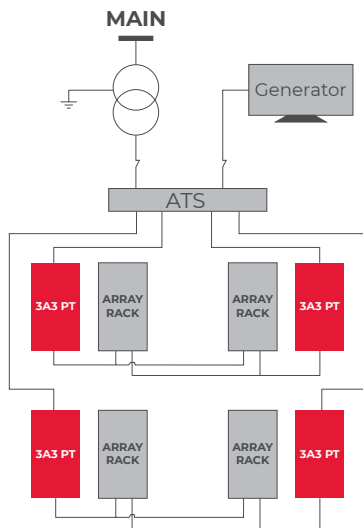 MAIN
Generator
ATS
3A3 PT
ARRAY
RACK
ARRAY
RACK
3A3 PT
3A3 PT
ARRAY
RACK
ARRAY
RACK
3A3 PT